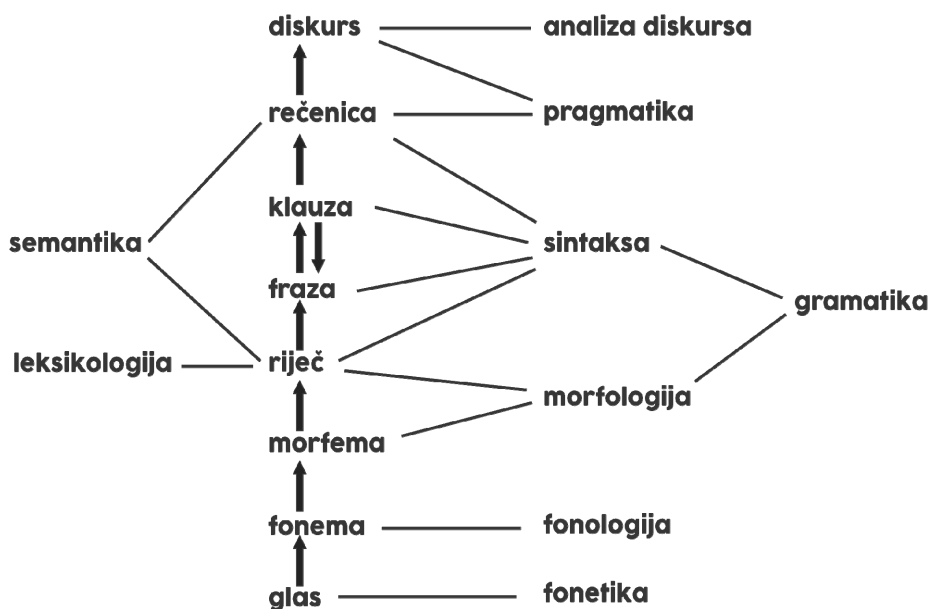 diskurs
analiza diskursa
rečenica
pragmatika
klauza
semantika
sintaksa
fraza
gramatika
leksikologija
riječ
morfologija
morfema
fonema
fonologija
glas
fonetika